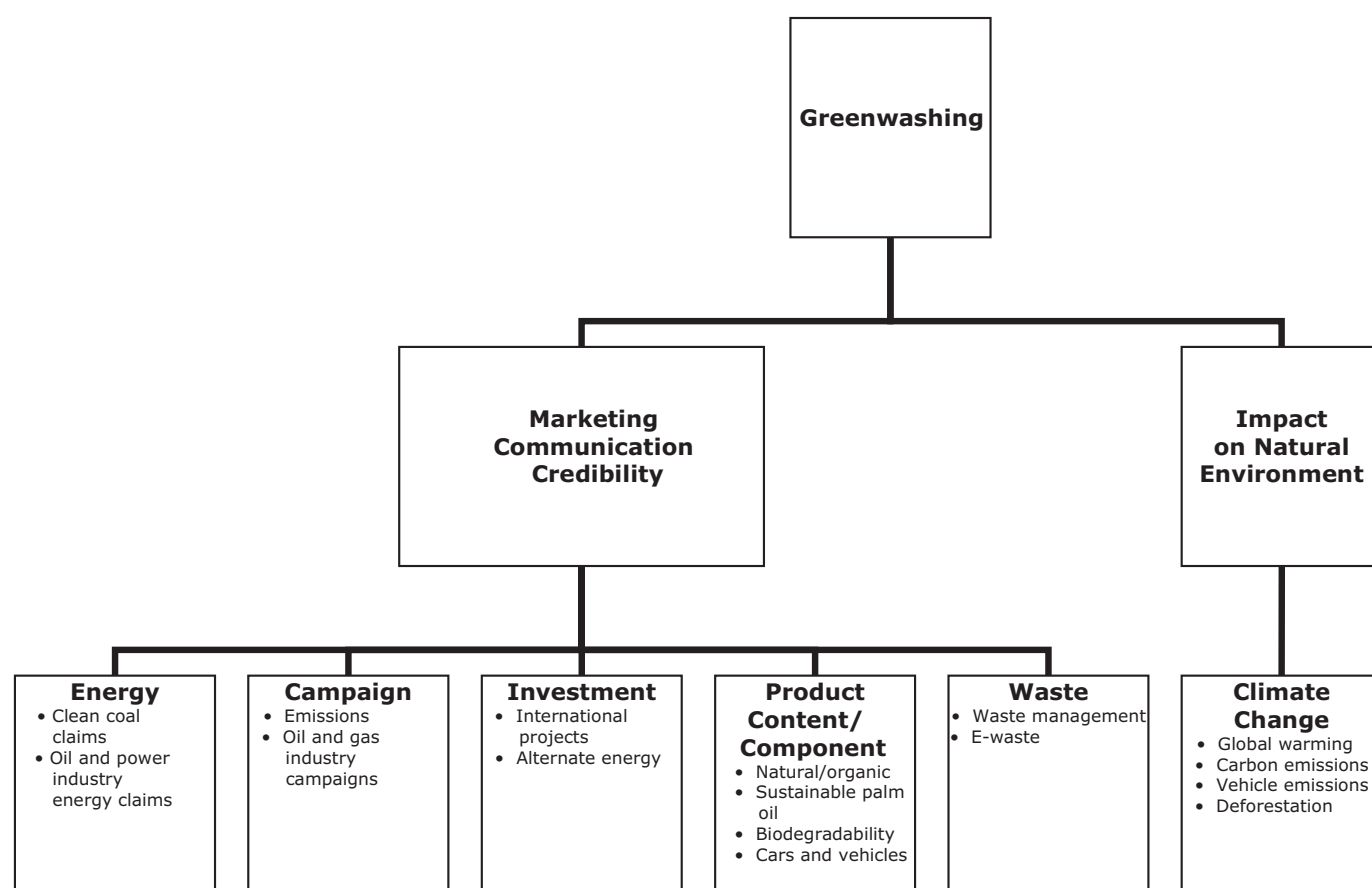 Greenwashing
Marketing
Communication
Credibility
Impact
on Natural
Environment
Energy
• Clean coal
claims
• Oil and power
industry
energy claims
Campaign
• Emissions
• Oil and gas
industry
campaigns
Investment
• International
projects
• Alternate energy
Product
Content/
Component
• Natural/organic
• Sustainable palm
oil
• Biodegradability
• Cars and vehicles
Waste
• Waste management
• E-waste
Climate
Change
• Global warming
• Carbon emissions
• Vehicle emissions
• Deforestation